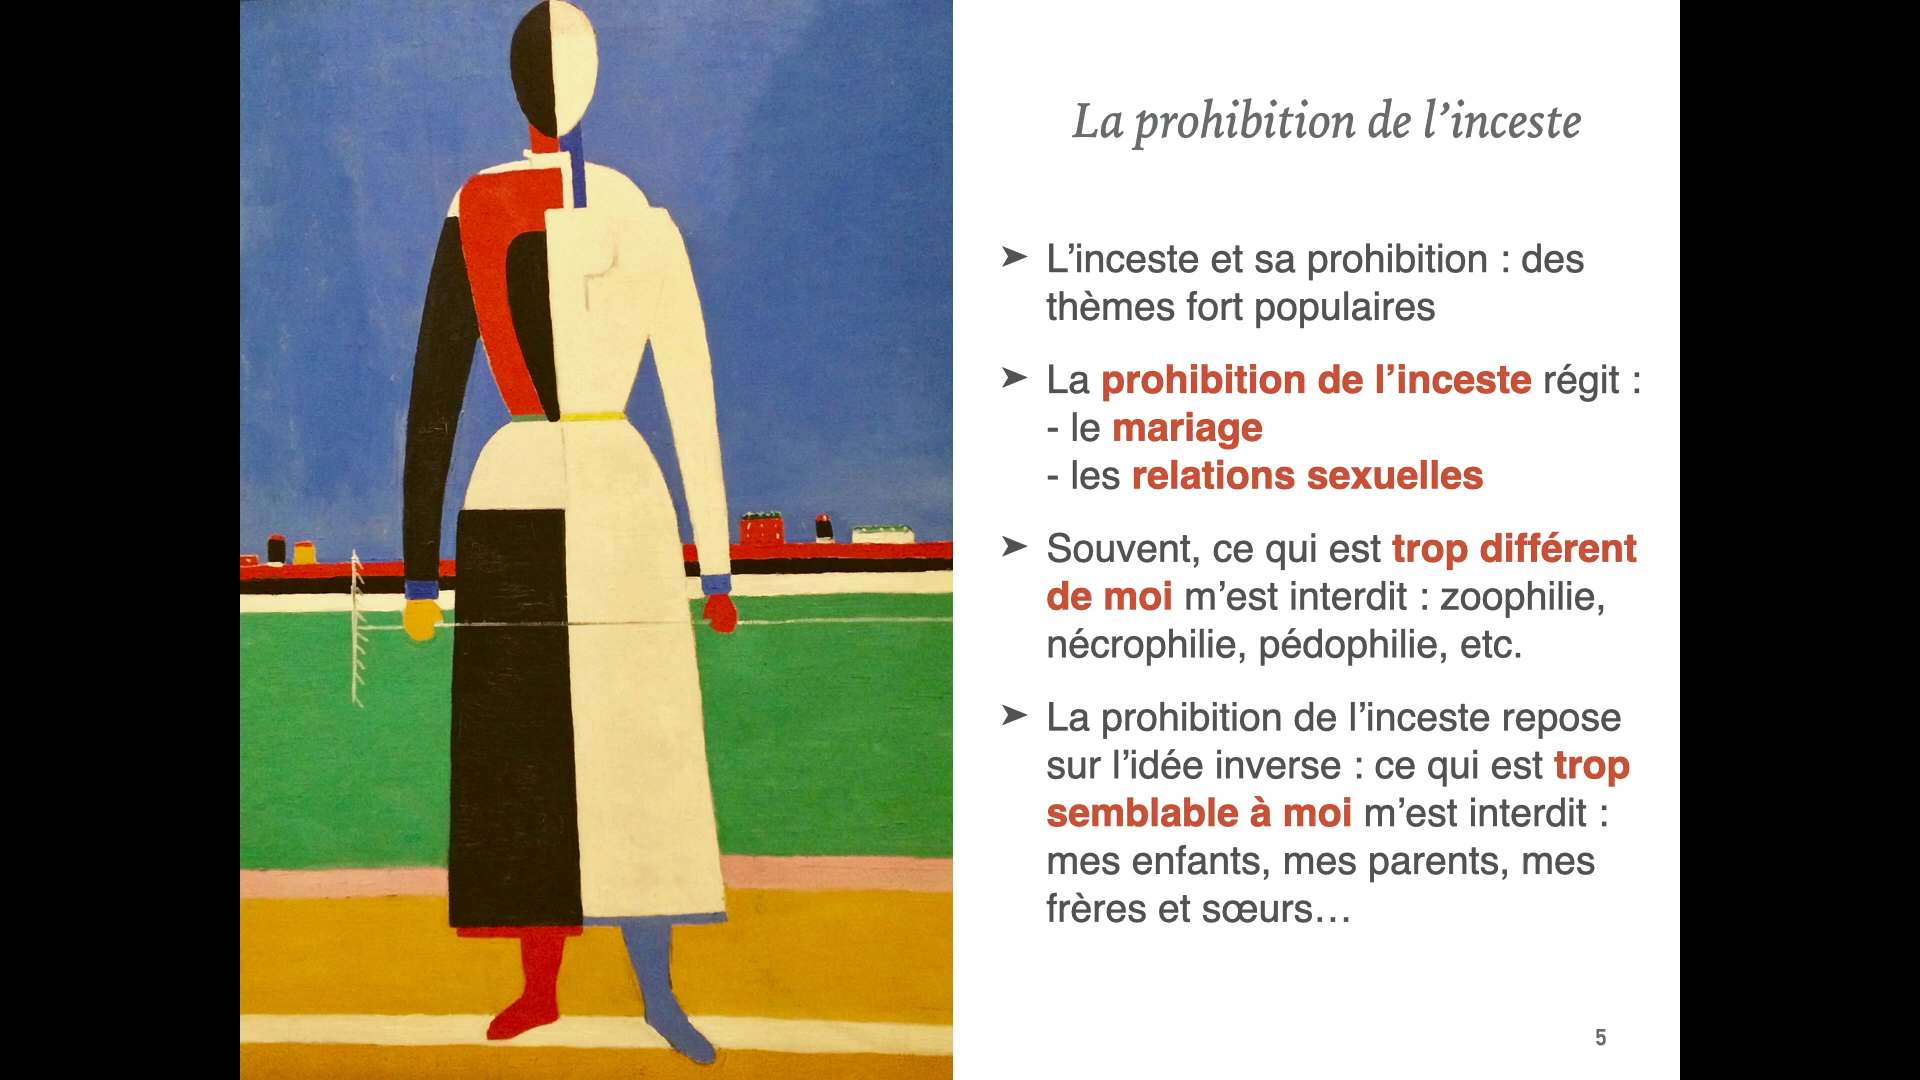 La prohibition de l’inceste
➤ L’inceste et sa prohibition : des
thèmes fort populaires
➤ La prohibition de l’inceste régit :
- le mariage
- les relations sexuelles
➤ Souvent, ce qui est trop différent
de moi m’est interdit : zoophilie,
nécrophilie, pédophilie, etc.
➤ La prohibition de l’inceste repose
sur l’idée inverse : ce qui est trop
semblable à moi m’est interdit :
mes enfants, mes parents, mes
frères et sœurs…
5